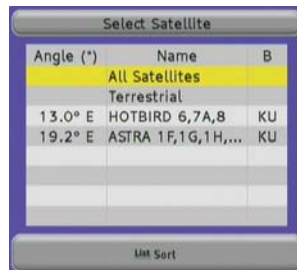 Select Satellite
Angle (°) Name B
All Satellites
Terrestrial
13.0° E HOTBIRD 6,7A,8 KU
19.2° E ASTRA 1F,1G,1H,... KU
List Sort